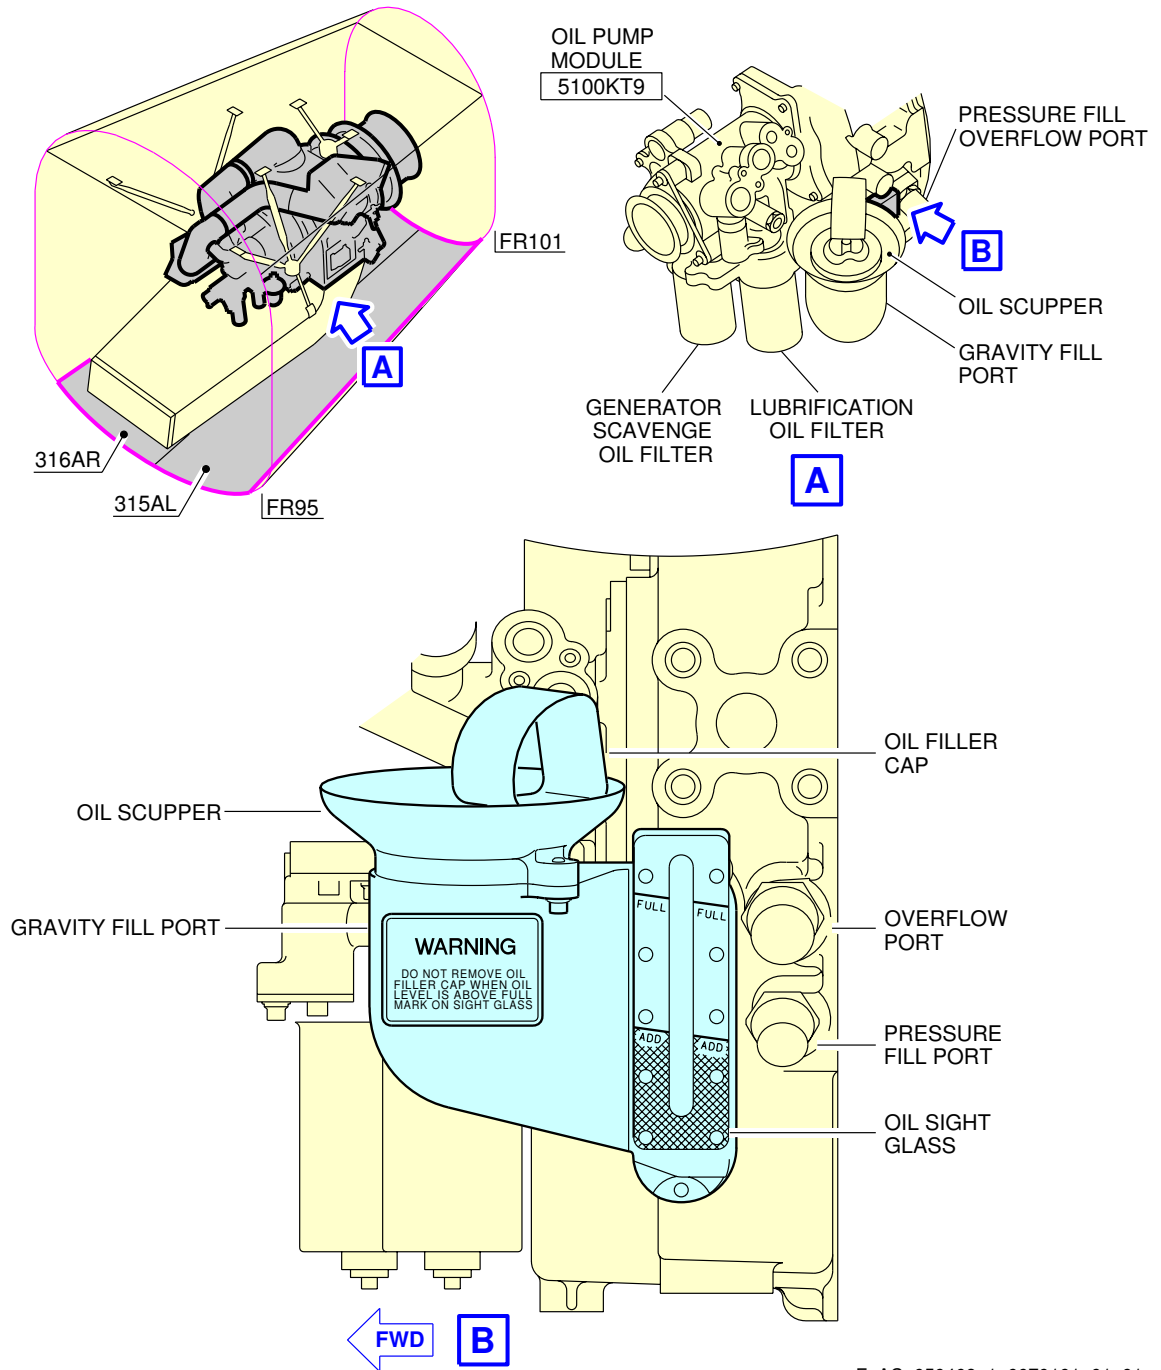 OIL PUMP
MODULE
5100KT9
PRESSURE FILL
OVERFLOW PORT
B
OIL SCUPPER
GRAVITY FILL
PORT
GENERATOR
SCAVENGE
OIL FILTER
LUBRIFICATION
OIL FILTER
A
FR101
A
316AR
315AL
FR95
OIL FILLER
CAP
OIL SCUPPER
GRAVITY FILL PORT
WARNING
DO NOT REMOVE OIL
FILLER CAP WHEN OIL
LEVEL IS ABOVE FULL
MARK ON SIGHT GLASS
FULL FULL
ADD ADD
OVERFLOW
PORT
PRESSURE
FILL PORT
OIL SIGHT
GLASS
FWD
B